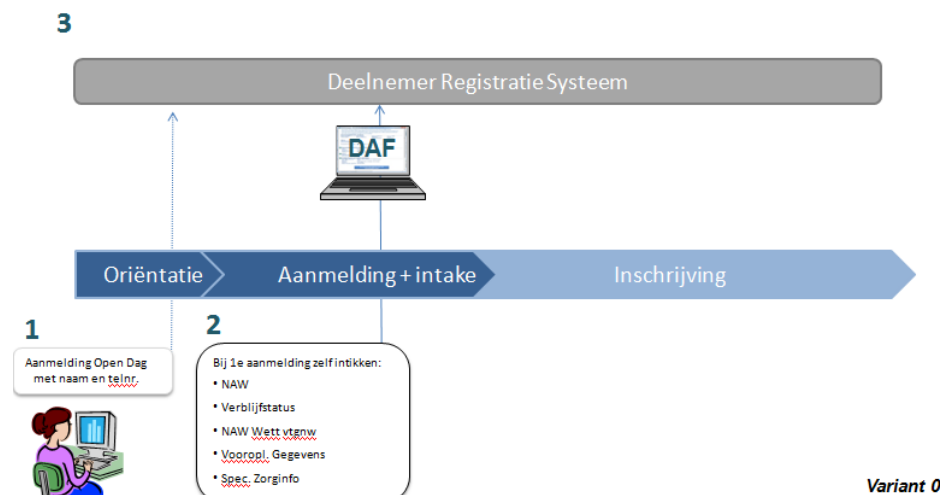 3
Deelnemer Registratie Systeem
DAF
Oriëntatie
Aanmelding + intake
Inschrijving
1
Aanmelding Open Dag
met naam en telnr.
2
Bij 1e aanmelding zelf intikken:
• NAW
• Verblijfstatus
• NAW Wett vtgnw
• Vooropl. Gegevens
• Spec. Zorginfo
Variant 0